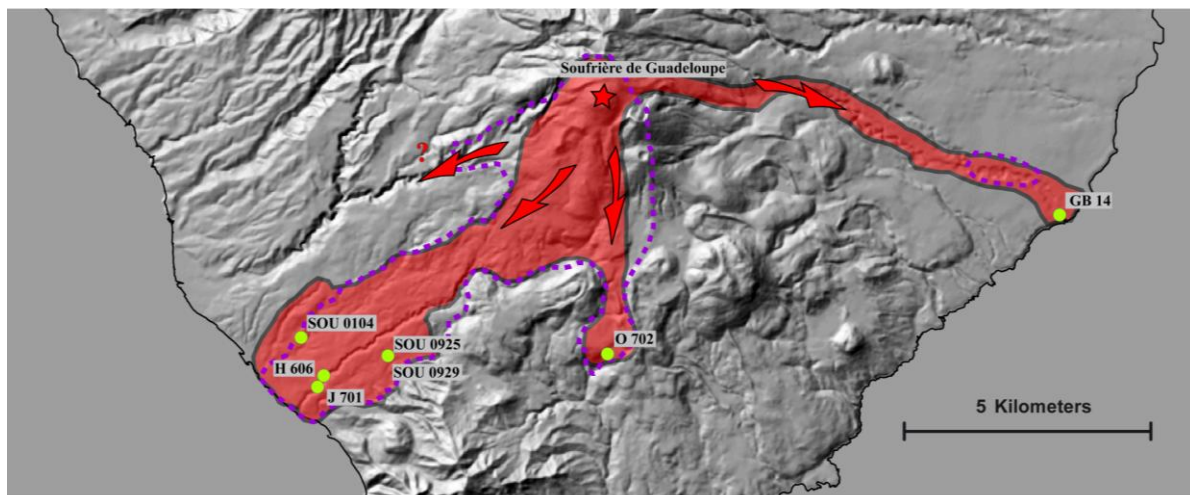 Soufrière de Guadeloupe
?
GB 14
SOU 0104
SOU 0925
O 702
H 606
SOU 0929
J 701
5 Kilometers